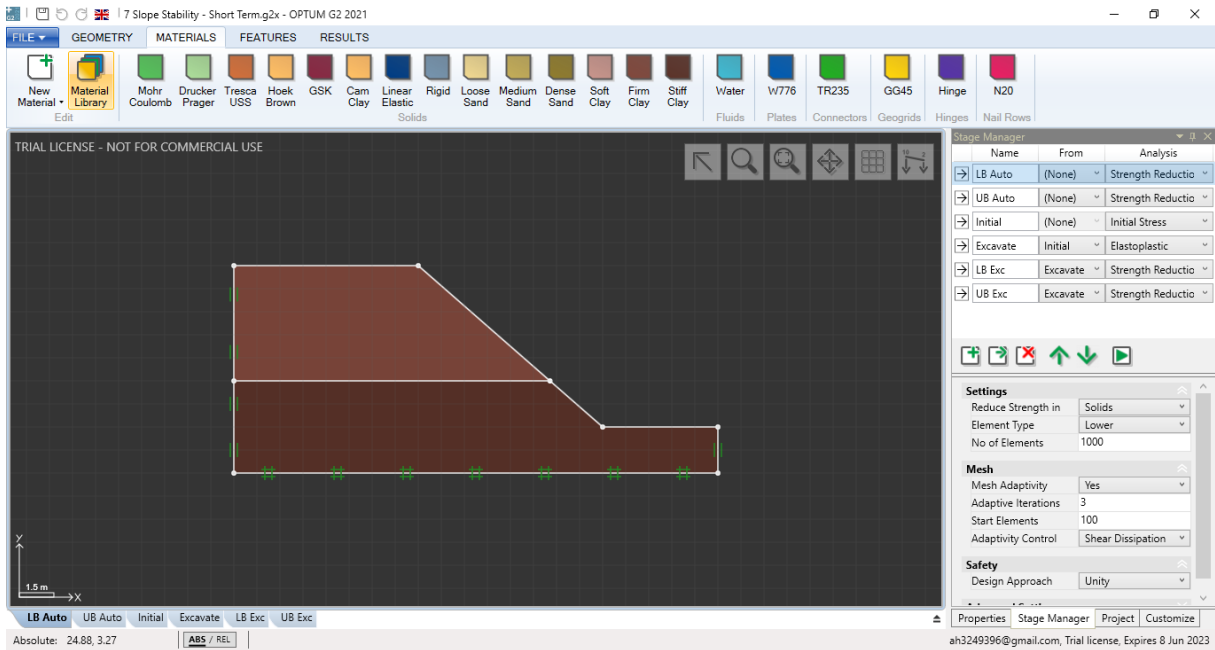 G2 7 Slope Stability - Short Term.g2x - OPTUM G2 2021
FILE GEOMETRY MATERIALS FEATURES RESULTS
New Material
Material Library
Mohr Coulomb
Drucker Prager
Tresca USS
Hoek Brown
GSK
Cam Clay
Linear Elastic
Rigid
Loose Sand
Medium Sand
Dense Sand
Soft Clay
Firm Clay
Stiff Clay
Water
W776
TR235
GG45
Hinge
N20
Edit Solids Fluids Plates Connectors Geogrids Hinges Nail Rows
TRIAL LICENSE - NOT FOR COMMERCIAL USE
Y
1.5 m
X
LB Auto UB Auto Initial Excavate LB Exc UB Exc
Stage Manager
Name From Analysis
LB Auto (None) Strength Reductio
UB Auto (None) Strength Reductio
Initial (None) Initial Stress
Excavate Initial Elastoplastic
LB Exc Excavate Strength Reductio
UB Exc Excavate Strength Reductio
Settings
Reduce Strength in Solids
Element Type Lower
No of Elements 1000
Mesh
Mesh Adaptivity Yes
Adaptive Iterations 3
Start Elements 100
Adaptivity Control Shear Dissipation
Safety
Design Approach Unity
Properties Stage Manager Project Customize
Absolute: 24.88, 3.27 ABS / REL
ah3249396@gmail.com, Trial license, Expires 8 Jun 2023